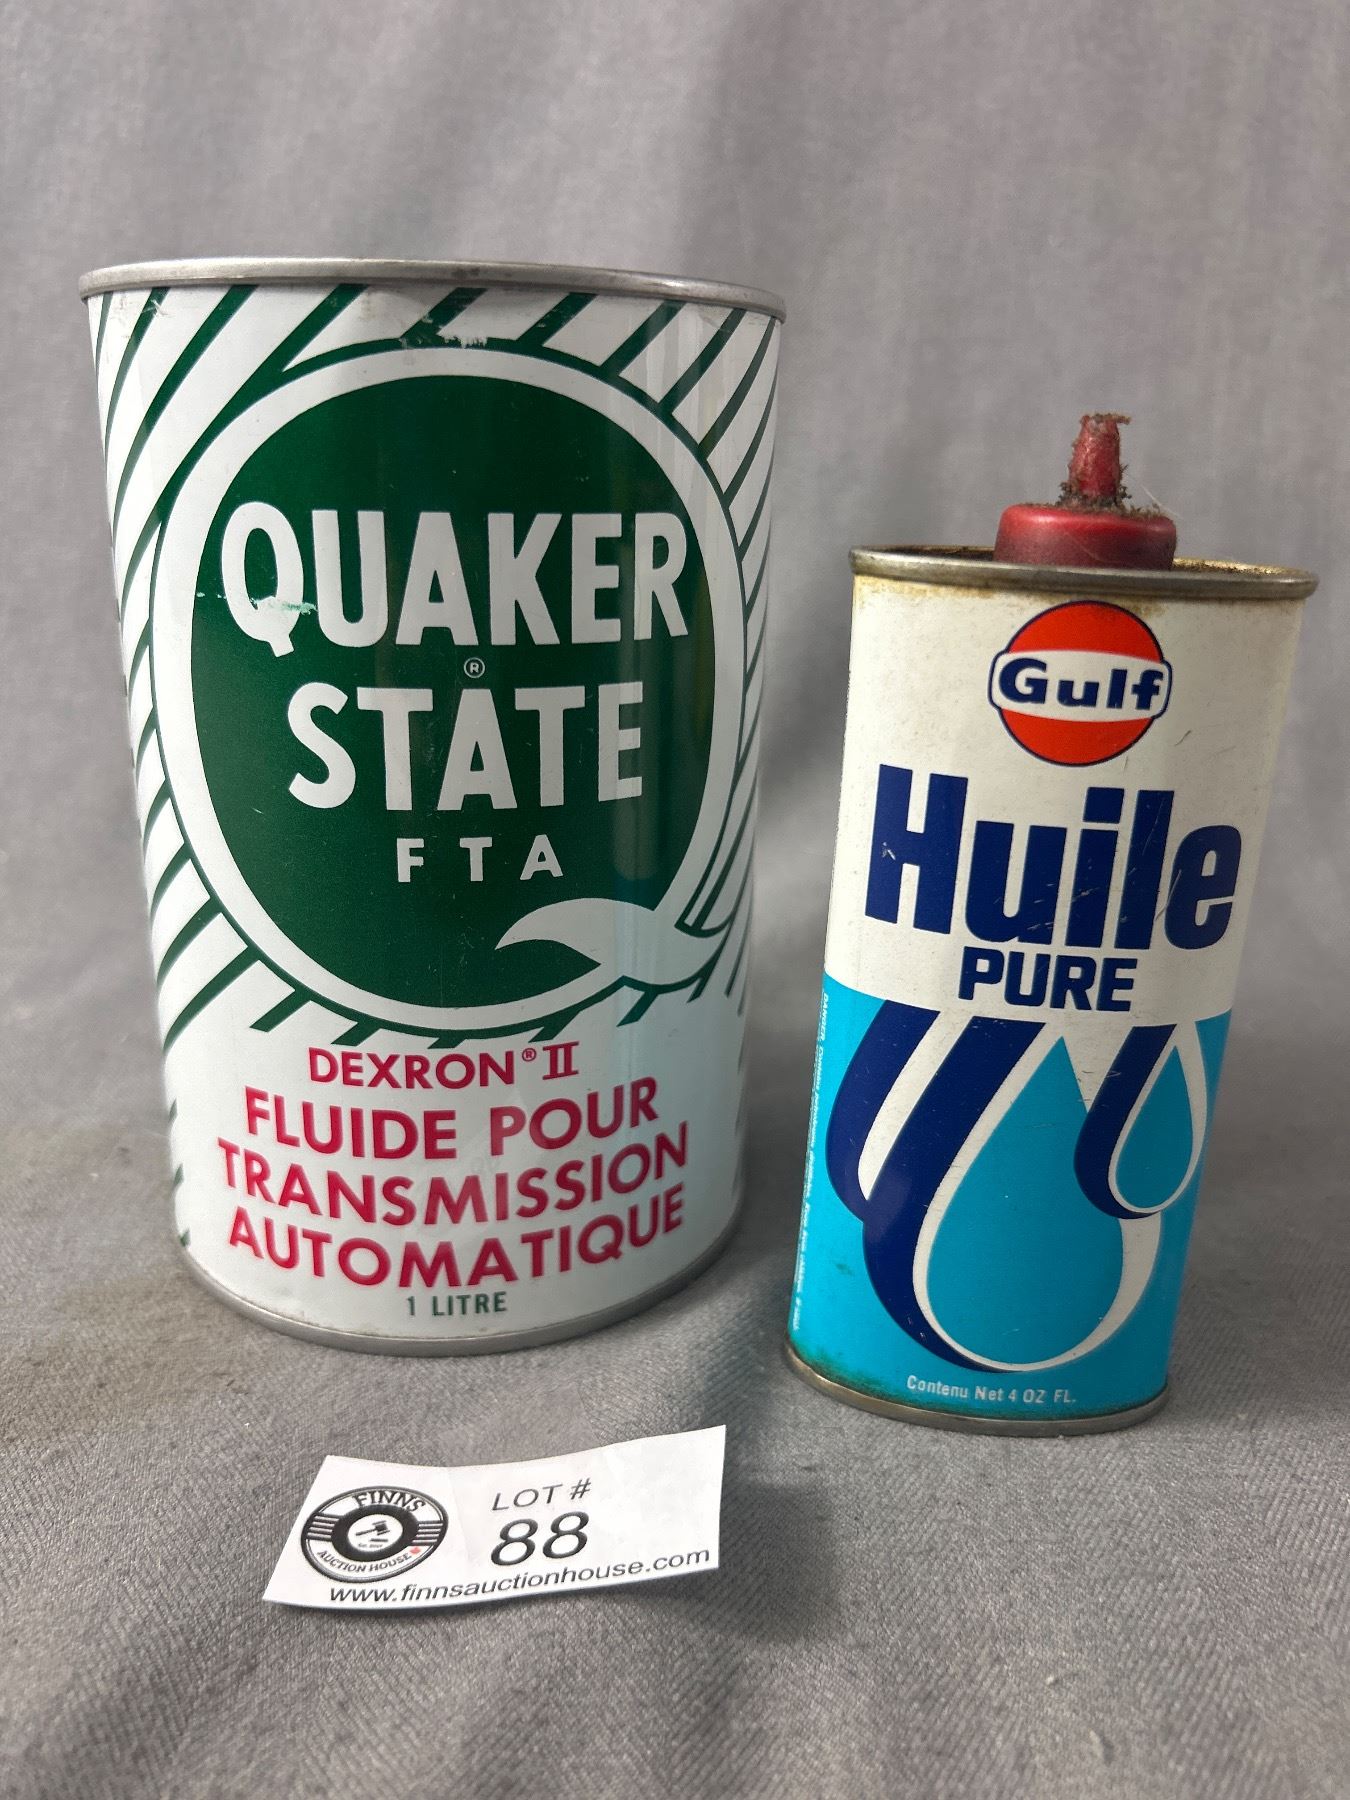 QUAKER
STATE
®
FTA
DEXRON® II
FLUIDE POUR
TRANSMISSION
AUTOMATIQUE
1 LITRE
Gulf
Huile
PURE
Contenu Net 4 OZ FL.
FINNS
AUCTION HOUSE
LOT #
88
www.finnsauctionhouse.com